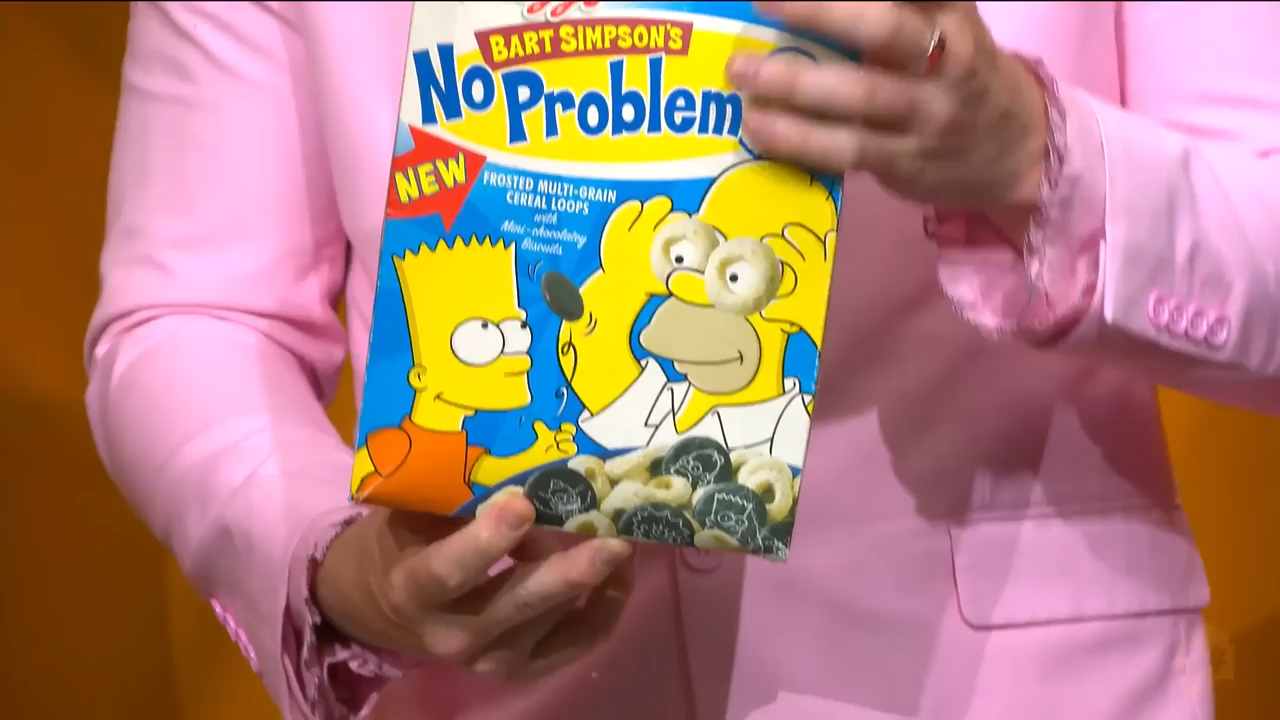 BART SIMPSON'S
No Problem
NEW
FROSTED MULTI-GRAIN
CEREAL LOOPS
with
Mini-chocolatey
Biscuits